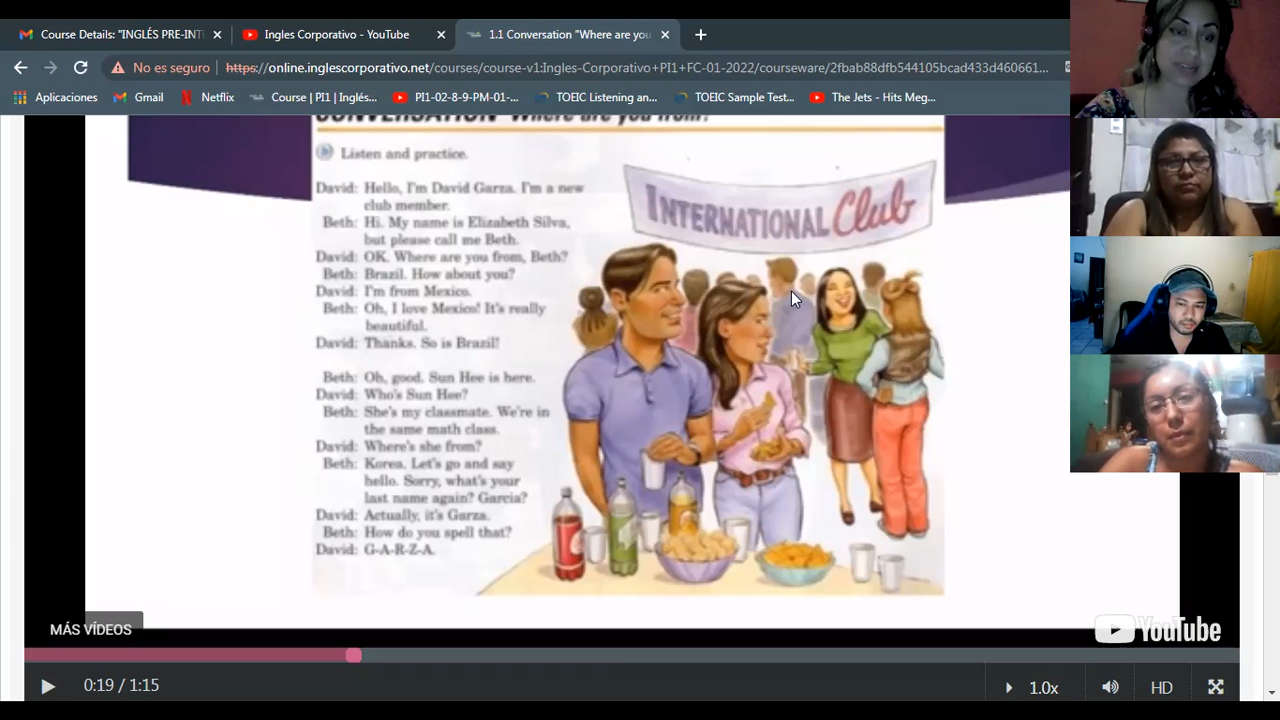 Course Details: "INGLÉS PRE-INT
Ingles Corporativo - YouTube
1.1 Conversation "Where are you
No es seguro
https://online.inglescorporativo.net/courses/course-v1:Ingles-Corporativo+PI1+FC-01-2022/courseware/2fbab88dfb544105bcad433d460661...
Aplicaciones
Gmail
Netflix
Course | PI1 | Inglés...
PI1-02-8-9-PM-01-...
TOEIC Listening an...
TOEIC Sample Test...
The Jets - Hits Meg...
CONVERSATION Where are you from?
Listen and practice.
David: Hello, I'm David Garza. I'm a new
club member.
Beth: Hi. My name is Elizabeth Silva,
but please call me Beth.
David: OK. Where are you from, Beth?
Beth: Brazil. How about you?
David: I'm from Mexico.
Beth: Oh, I love Mexico! It's really
beautiful.
David: Thanks. So is Brazil!
Beth: Oh, good. Sun Hee is here.
David: Who's Sun Hee?
Beth: She's my classmate. We're in
the same math class.
David: Where's she from?
Beth: Korea. Let's go and say
hello. Sorry, what's your
last name again? Garcia?
David: Actually, it's Garza.
Beth: How do you spell that?
David: G-A-R-Z-A.
INTERNATIONAL Club
MÁS VÍDEOS
YouTube
0:19 / 1:15
1.0x
HD